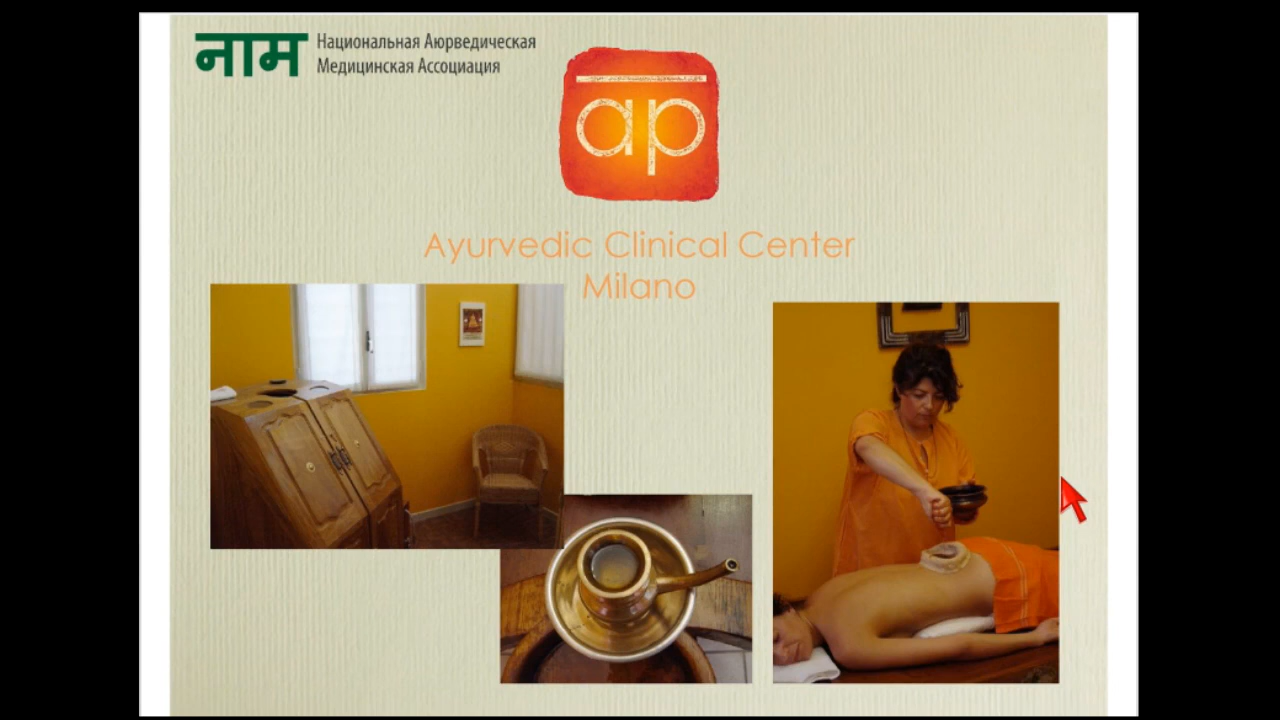 नाम
Национальная Аюрведическая
Медицинская Ассоциация
ap
Ayurvedic Clinical Center
Milano